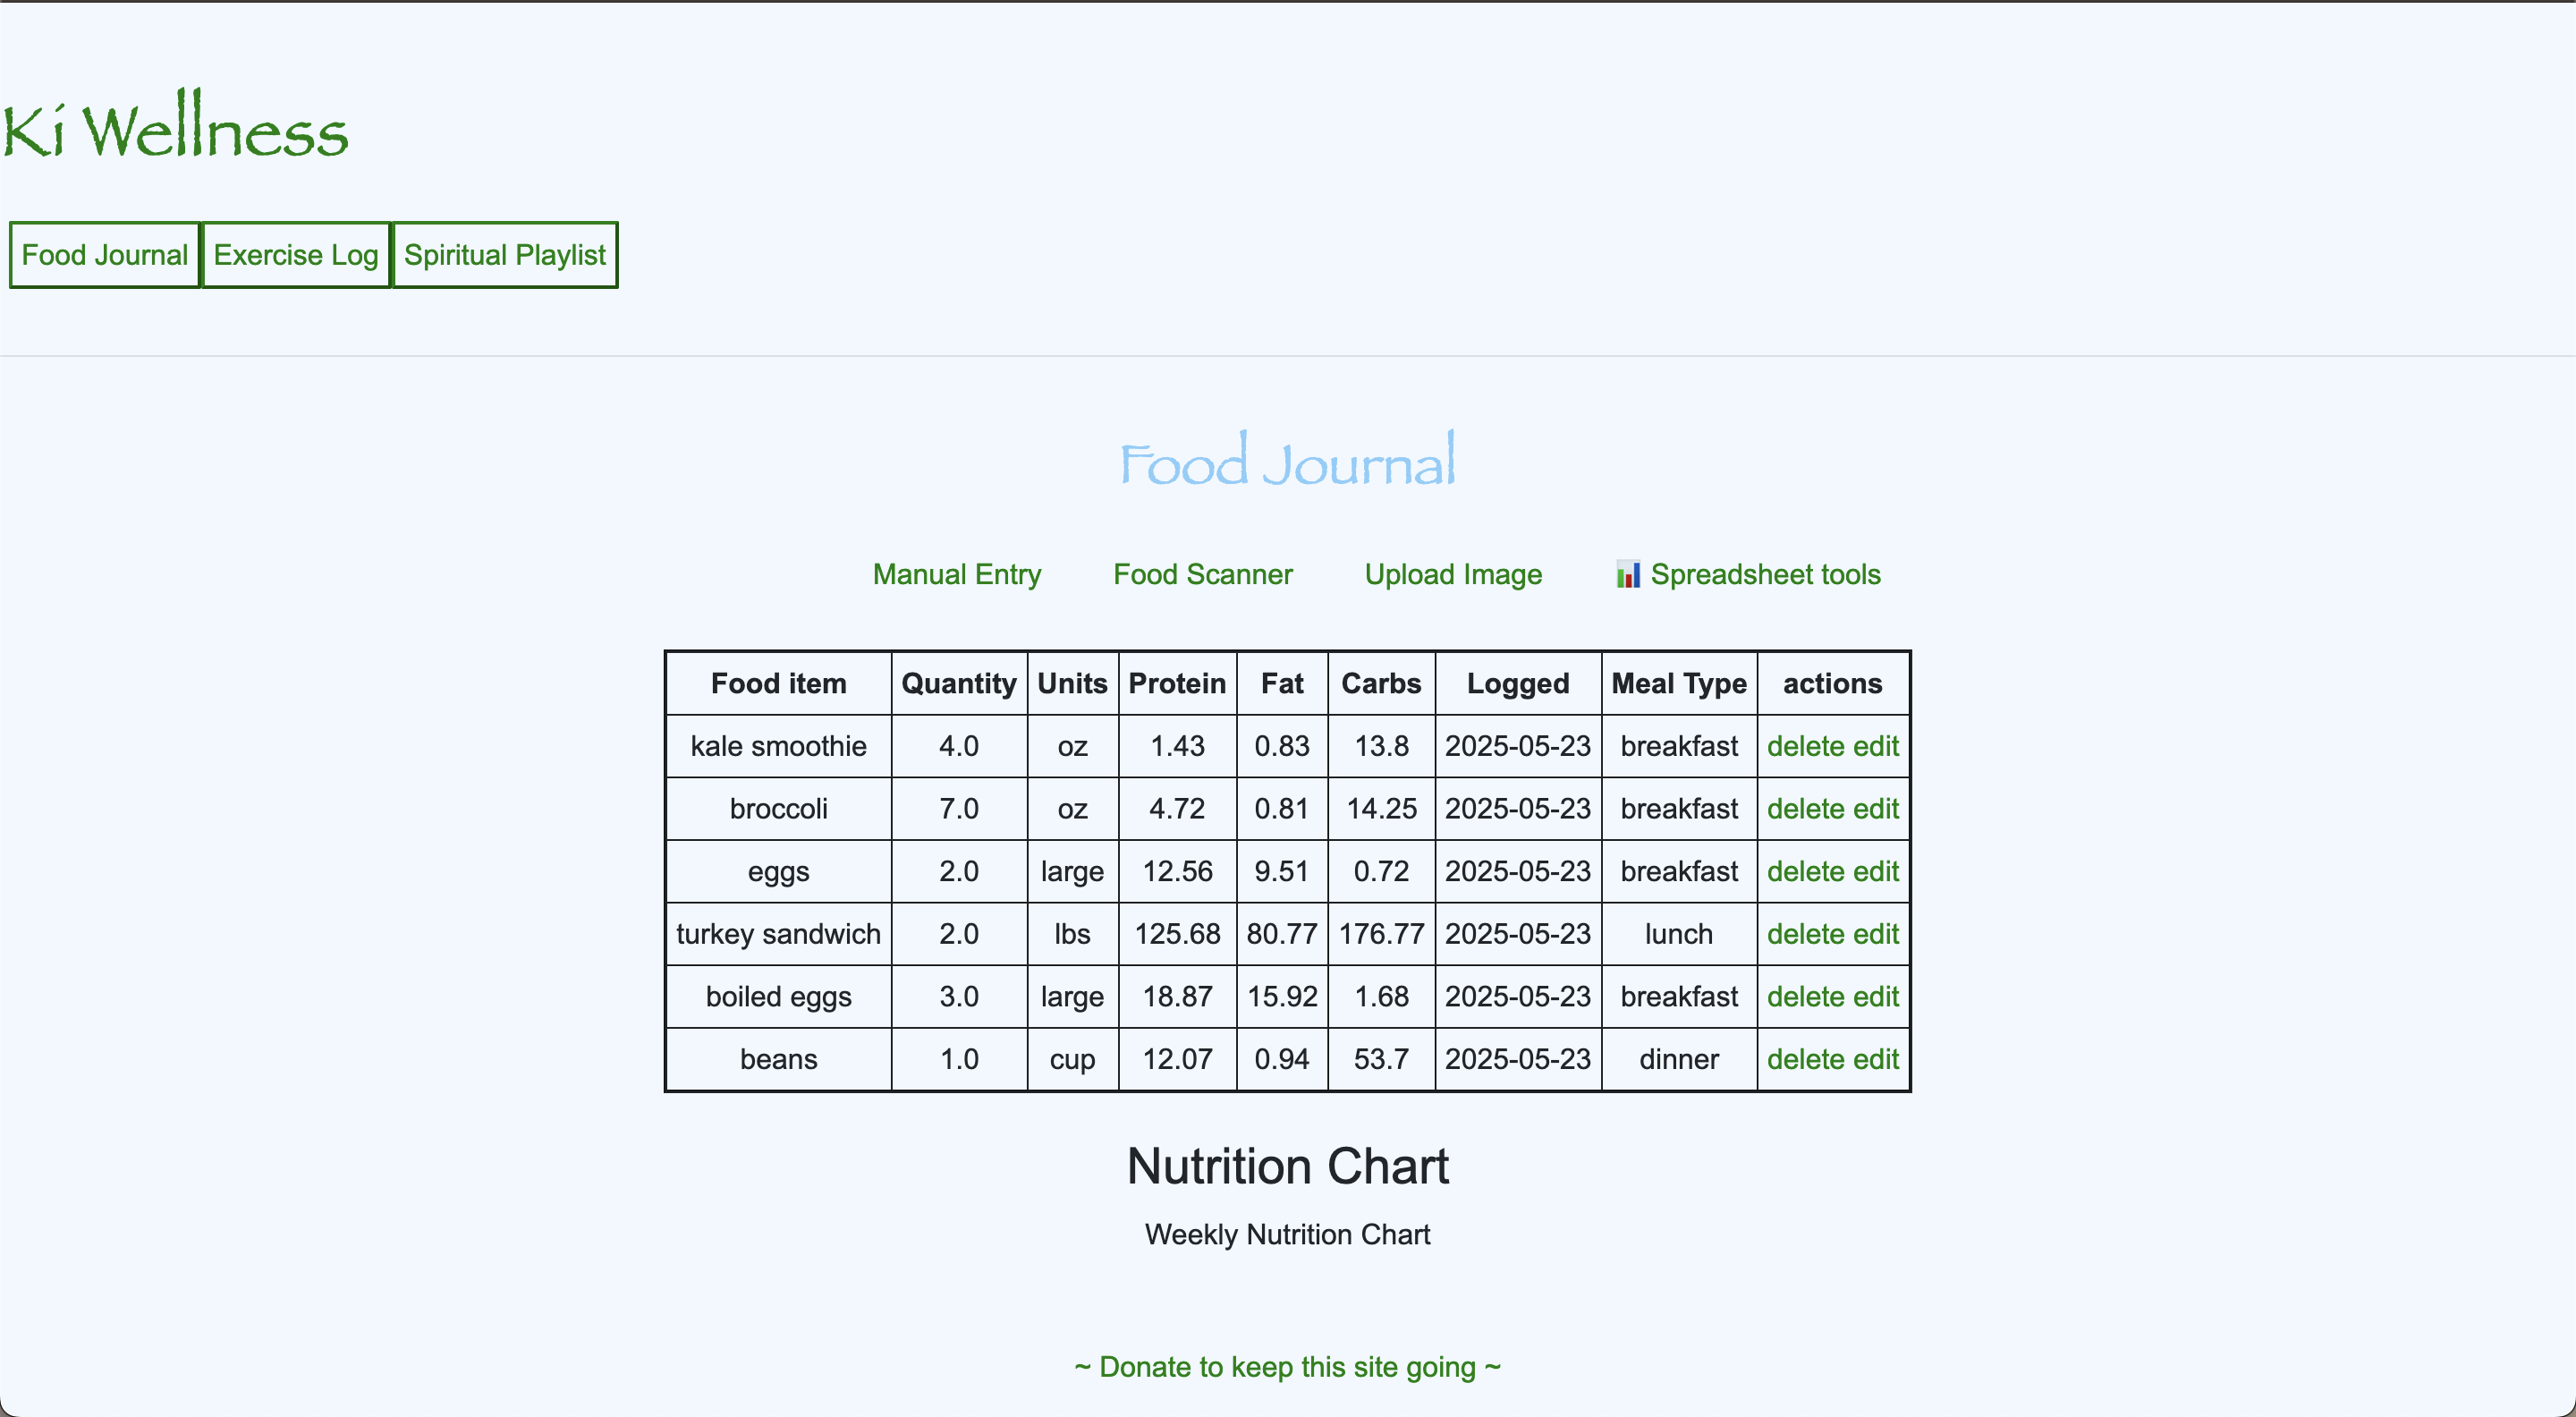 Ki Wellness
Food Journal Exercise Log Spiritual Playlist
Food Journal
Manual Entry Food Scanner Upload Image Spreadsheet tools
Food item Quantity Units Protein Fat Carbs Logged Meal Type actions
kale smoothie 4.0 oz 1.43 0.83 13.8 2025-05-23 breakfast delete edit
broccoli 7.0 oz 4.72 0.81 14.25 2025-05-23 breakfast delete edit
eggs 2.0 large 12.56 9.51 0.72 2025-05-23 breakfast delete edit
turkey sandwich 2.0 lbs 125.68 80.77 176.77 2025-05-23 lunch delete edit
boiled eggs 3.0 large 18.87 15.92 1.68 2025-05-23 breakfast delete edit
beans 1.0 cup 12.07 0.94 53.7 2025-05-23 dinner delete edit
Nutrition Chart
Weekly Nutrition Chart
~ Donate to keep this site going ~